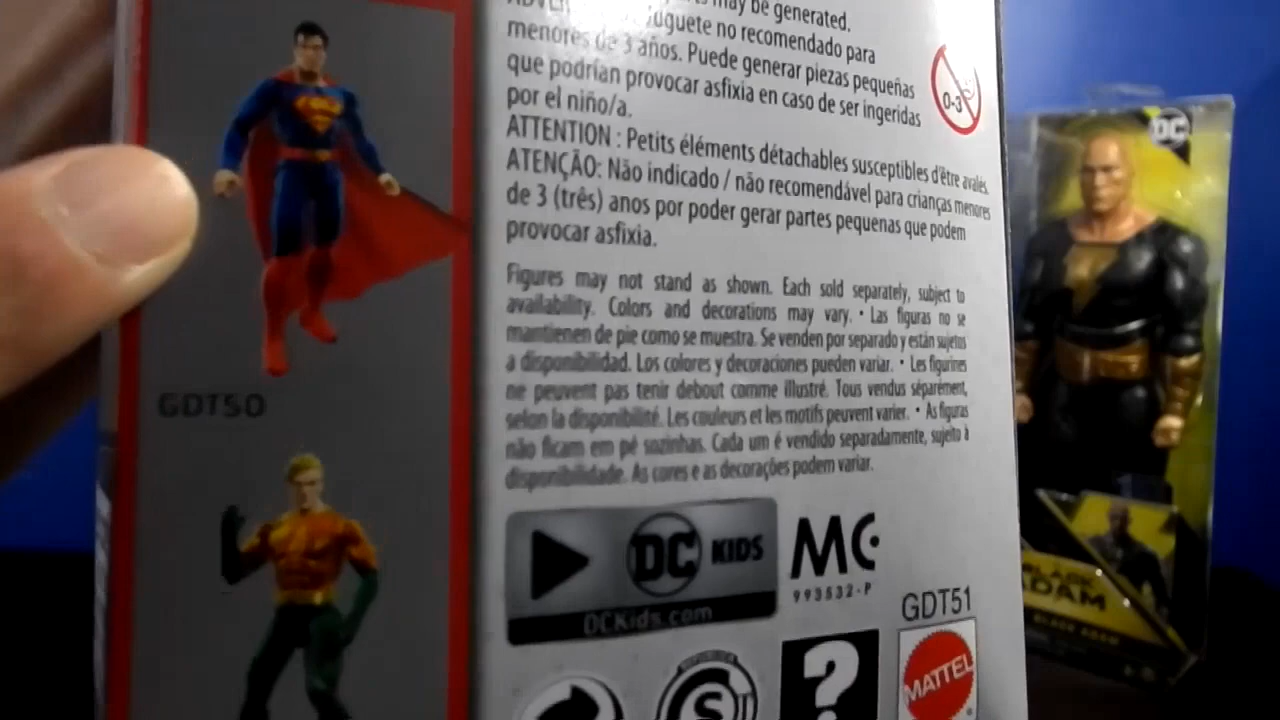 may be generated.
juguete no recomendado para
menores de 3 años. Puede generar piezas pequeñas
que podrían provocar asfixia en caso de ser ingeridas
por el niño/a.
ATTENTION : Petits éléments détachables susceptibles d'être avalés.
ATENÇÃO: Não indicado / não recomendável para crianças menores
de 3 (três) anos por poder gerar partes pequenas que podem
provocar asfixia.
0-3
Figures may not stand as shown. Each sold separately, subject to
availability. Colors and decorations may vary. • Las figuras no se
mantienen de pie como se muestra. Se venden por separado y están sujetos
a disponibilidad. Los colores y decoraciones pueden variar. • Les figurines
ne peuvent pas tenir debout comme illustré. Tous vendus séparément,
selon la disponibilité. Les couleurs et les motifs peuvent varier. • As figuras
não ficam em pé sozinhas. Cada um é vendido separadamente, sujeito à
disponibilidade. As cores e as decorações podem variar.
GDT50
DC KIDS
DCKids.com
MC
993532-P
GDT51
MATTEL
S
?
DC
BLACK
ADAM
BLACK ADAM